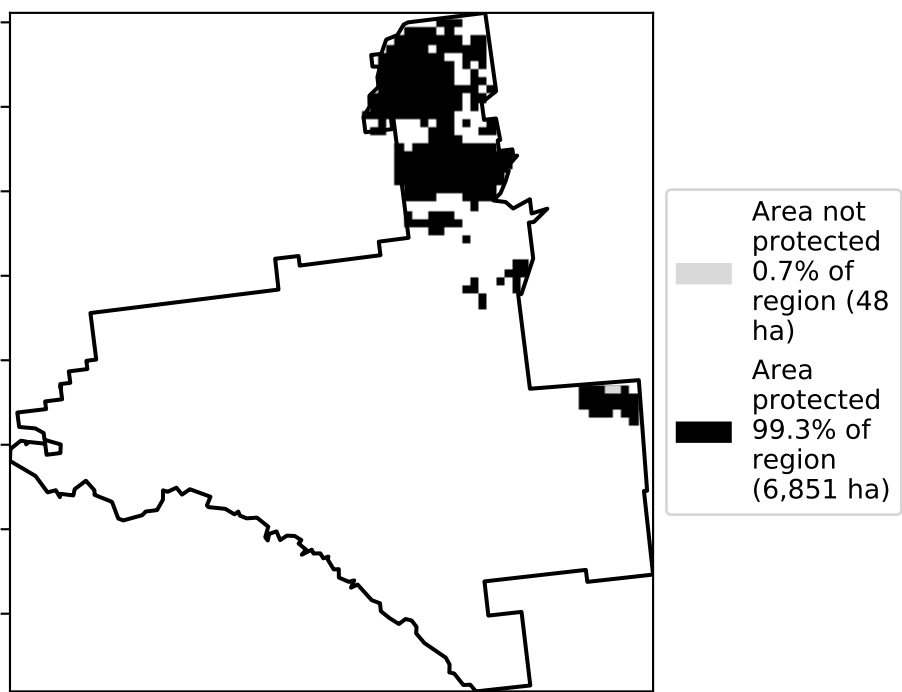 Area not
protected
0.7% of
region (48
ha)
Area
protected
99.3% of
region
(6,851 ha)